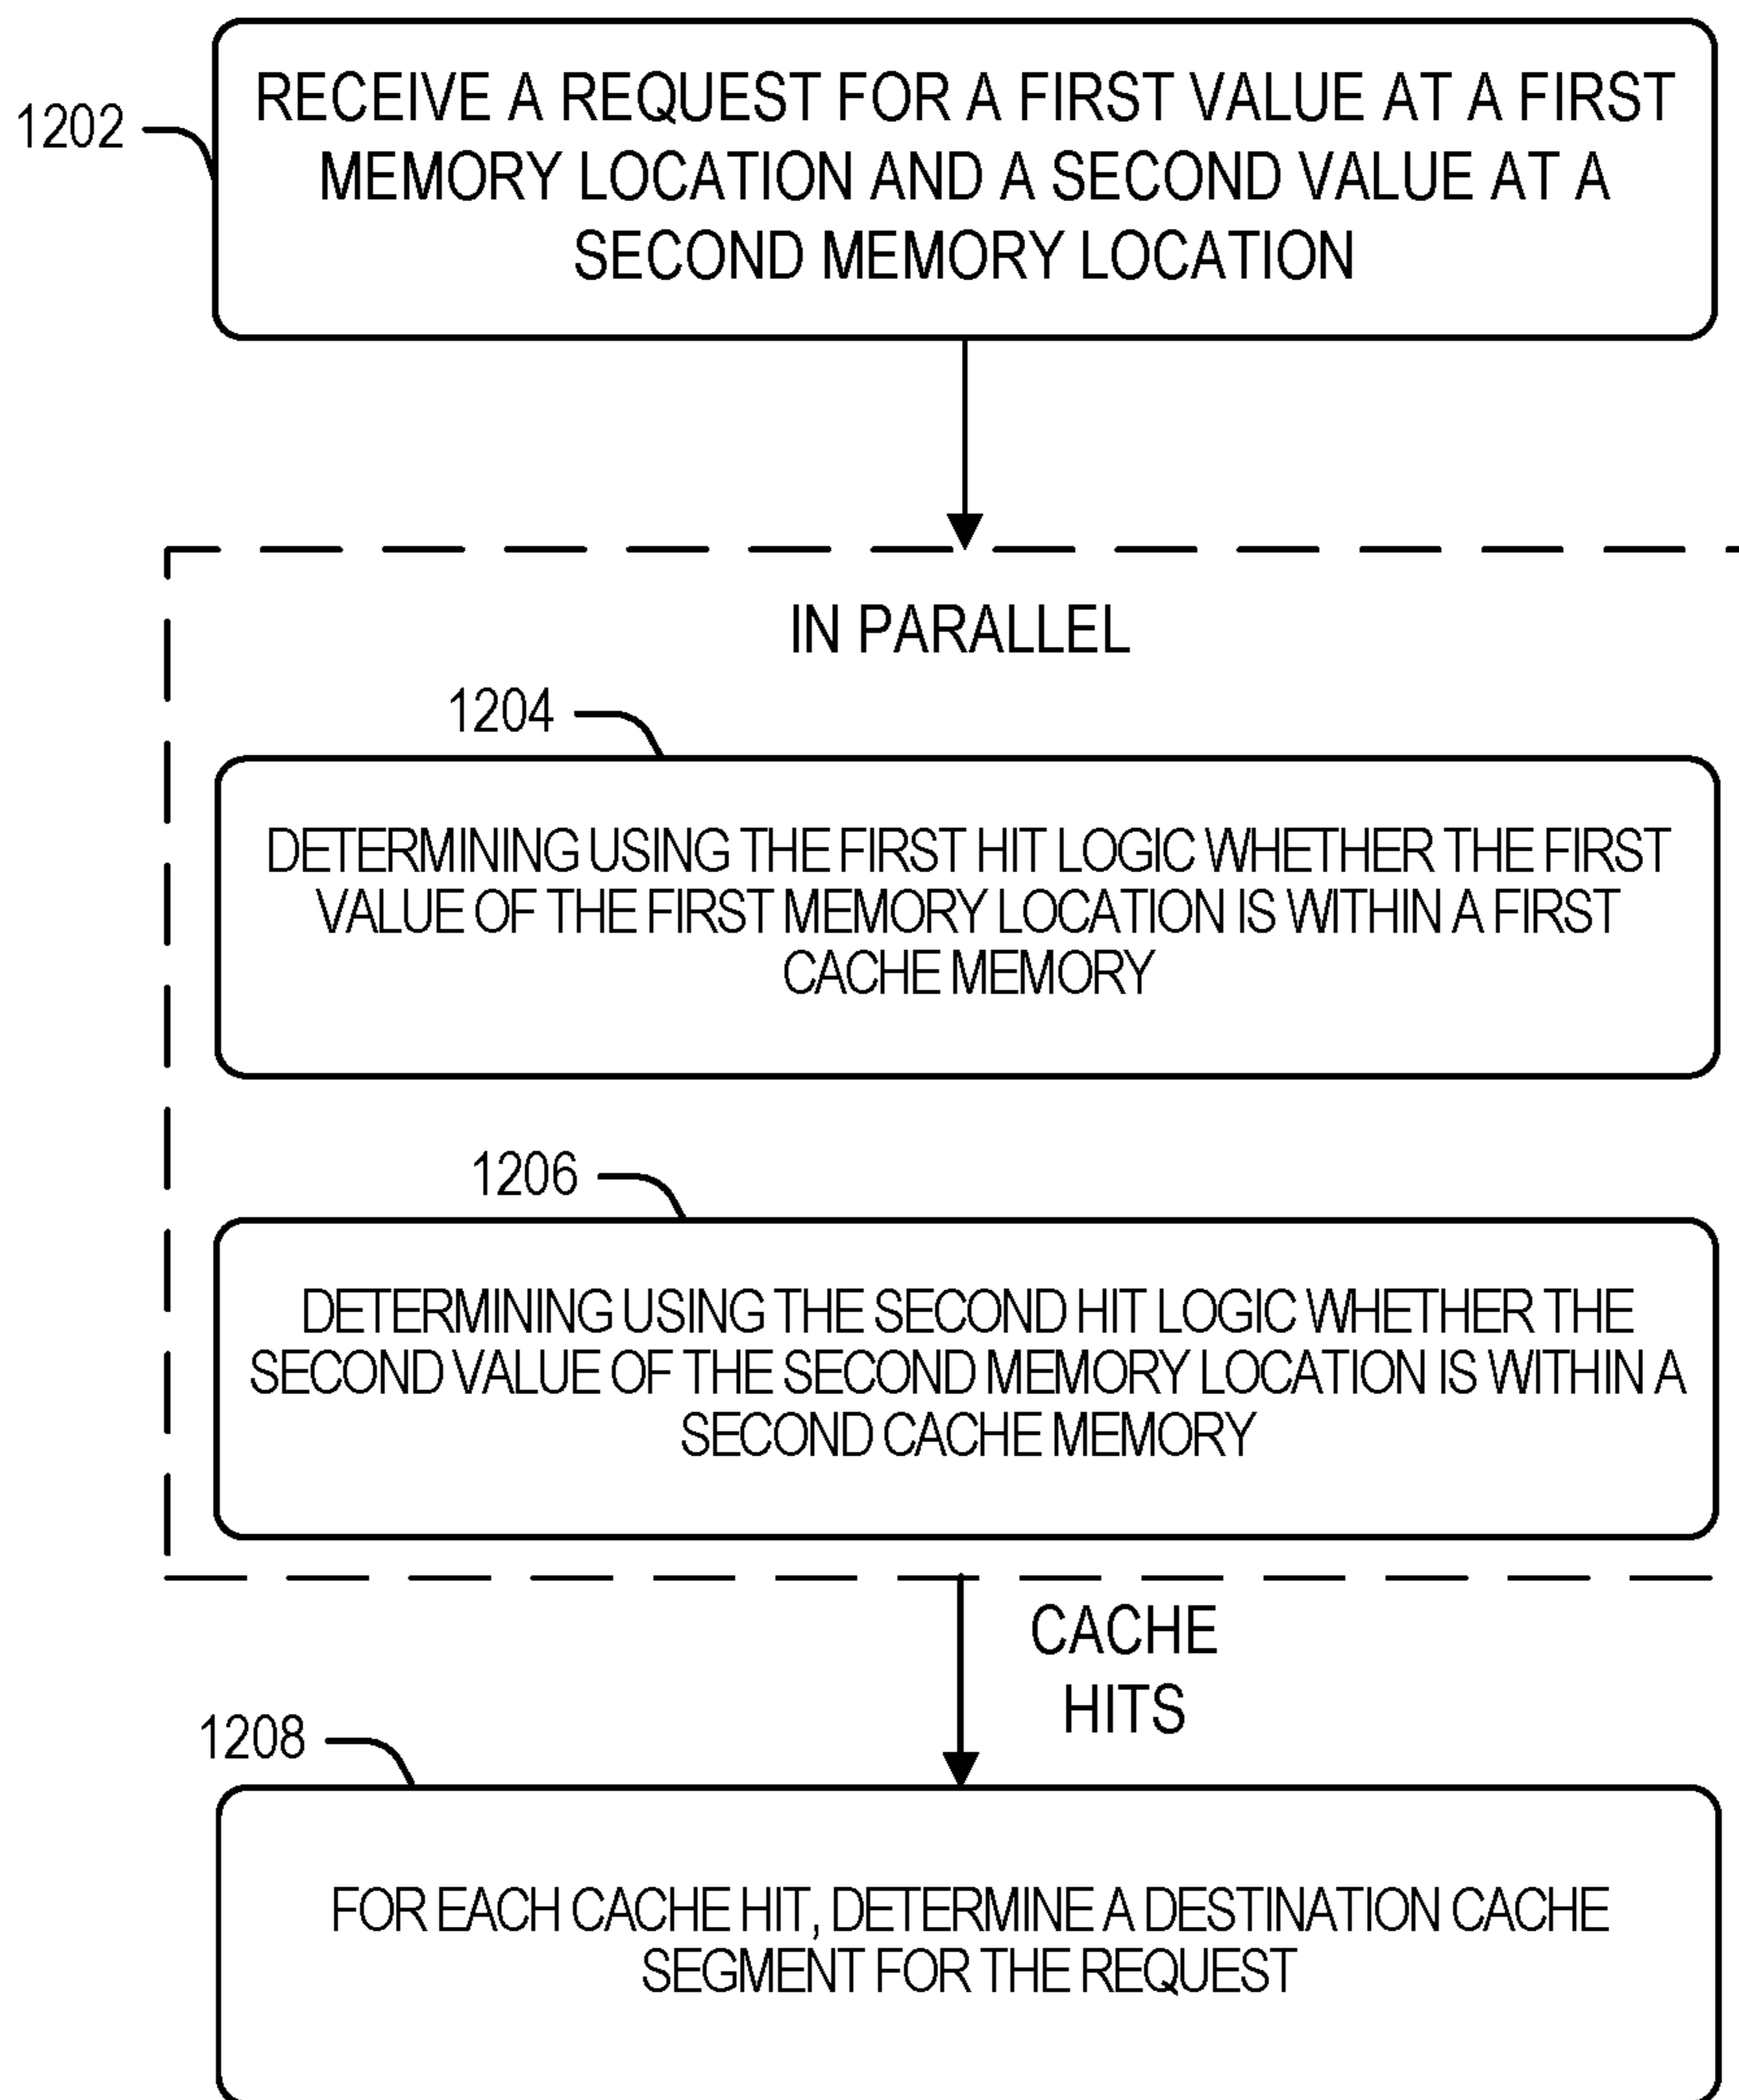 RECEIVE A REQUEST FOR A FIRST VALUE AT A FIRST
1202
MEMORY LOCATION AND A SECOND VALUE AT A
SECOND MEMORY LOCATION
IN PARALLEL
1204
DETERMINING USING THE FIRST HIT LOGIC WHETHER THE FIRST
VALUE OF THE FIRST MEMORY LOCATION IS WITHIN A FIRST
CACHE MEMORY
1206
DETERMINING USING THE SECOND HIT LOGIC WHETHER THE
SECOND VALUE OF THE SECOND MEMORY LOCATION IS WITHIN A
SECOND CACHE MEMORY
CACHE
HITS
1208
FOR EACH CACHE HIT, DETERMINE A DESTINATION CACHE
SEGMENT FOR THE REQUEST